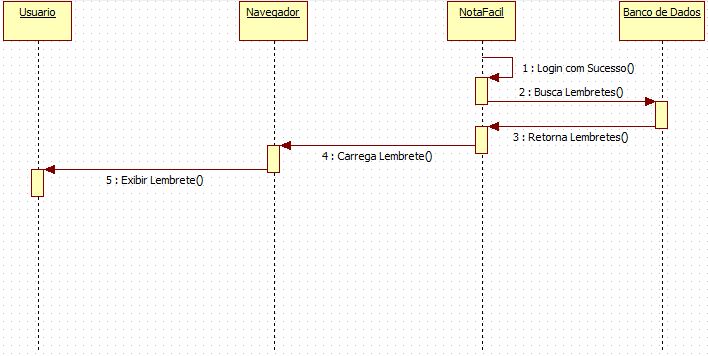 Usuario
Navegador
NotaFacil
Banco de Dados
1 : Login com Sucesso()
2 : Busca Lembretes()
3 : Retorna Lembretes()
4 : Carrega Lembrete()
5 : Exibir Lembrete()